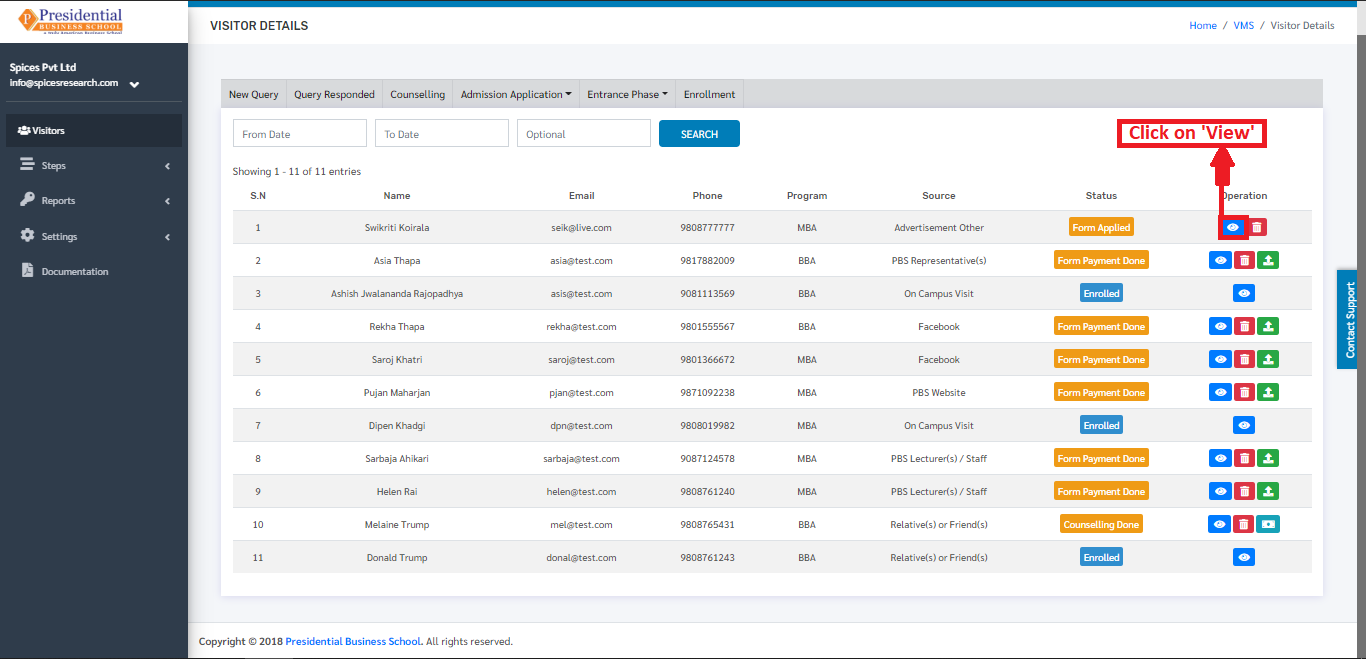 Presidential
BUSINESS SCHOOL
VISITOR DETAILS
Home / VMS / Visitor Details
Spices Pvt Ltd
info@spicesresearch.com
Visitors
Steps
Reports
Settings
Documentation
New Query Query Responded Counselling Admission Application Entrance Phase Enrollment
From Date To Date Optional SEARCH
Click on 'View'
Showing 1 - 11 of 11 entries
S.N Name Email Phone Program Source Status Operation
1 Swikriti Koirala seik@live.com 9808777777 MBA Advertisement Other Form Applied
2 Asia Thapa asia@test.com 9817882009 BBA PBS Representative(s) Form Payment Done
3 Ashish Jwalananda Rajopadhya asis@test.com 9081113569 BBA On Campus Visit Enrolled
4 Rekha Thapa rekha@test.com 9801555567 BBA Facebook Form Payment Done
5 Saroj Khatri saroj@test.com 9801366672 MBA Facebook Form Payment Done
6 Pujan Maharjan pjan@test.com 9871092238 MBA PBS Website Form Payment Done
7 Dipen Khadgi dpn@test.com 9808019982 MBA On Campus Visit Enrolled
8 Sarbaja Ahikari sarbaja@test.com 9087124578 MBA PBS Lecturer(s) / Staff Form Payment Done
9 Helen Rai helen@test.com 9808761240 MBA PBS Lecturer(s) / Staff Form Payment Done
10 Melaine Trump mel@test.com 9808765431 BBA Relative(s) or Friend(s) Counselling Done
11 Donald Trump donal@test.com 9808761243 BBA Relative(s) or Friend(s) Enrolled
Contact Support
Copyright © 2018 Presidential Business School. All rights reserved.